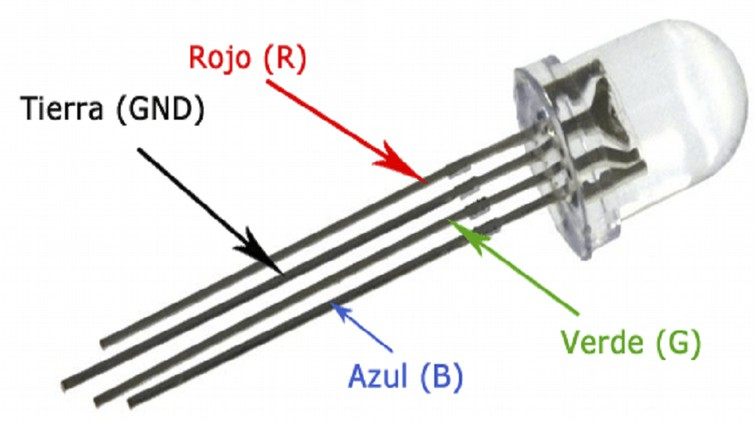 Rojo (R)
Tierra (GND)
Verde (G)
Azul (B)